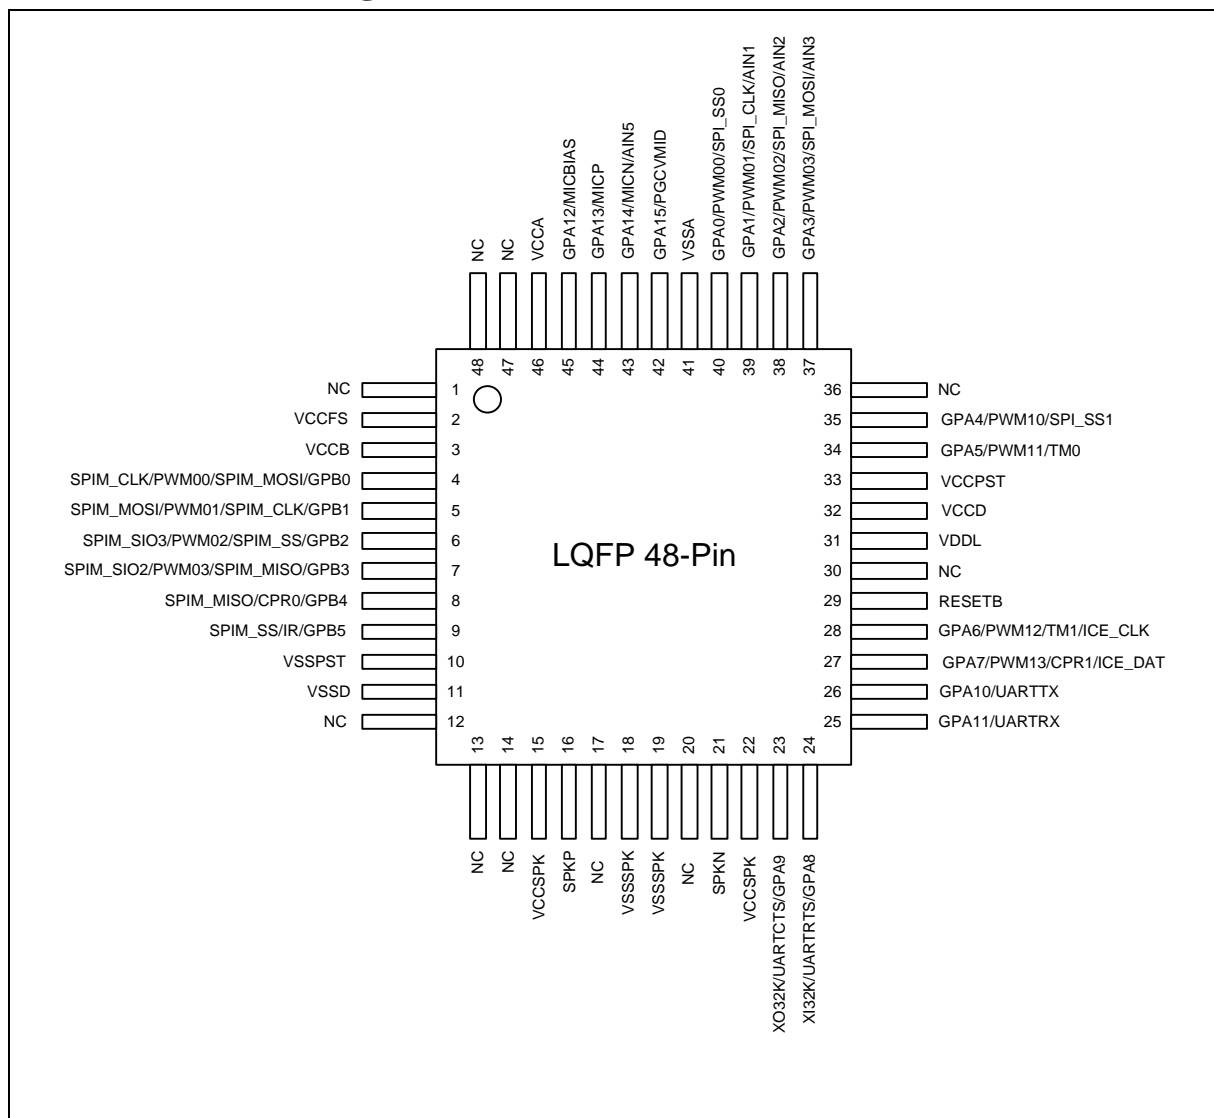 NC
NC
VCCA
GPA12/MICBIAS
GPA13/MICP
GPA14/MICN/AIN5
GPA15/PGCVMID
VSSA
GPA0/PWM00/SPI_SS0
GPA1/PWM01/SPI_CLK/AIN1
GPA2/PWM02/SPI_MISO/AIN2
GPA3/PWM03/SPI_MOSI/AIN3
48
47
46
45
44
43
42
41
40
39
38
37
NC 1
VCCFS 2
VCCB 3
SPIM_CLK/PWM00/SPIM_MOSI/GPB0 4
SPIM_MOSI/PWM01/SPIM_CLK/GPB1 5
SPIM_SIO3/PWM02/SPIM_SS/GPB2 6
SPIM_SIO2/PWM03/SPIM_MISO/GPB3 7
SPIM_MISO/CPR0/GPB4 8
SPIM_SS/IR/GPB5 9
VSSPST 10
VSSD 11
NC 12
LQFP 48-Pin
36 NC
35 GPA4/PWM10/SPI_SS1
34 GPA5/PWM11/TM0
33 VCCPST
32 VCCD
31 VDDL
30 NC
29 RESETB
28 GPA6/PWM12/TM1/ICE_CLK
27 GPA7/PWM13/CPR1/ICE_DAT
26 GPA10/UARTTX
25 GPA11/UARTRX
13
14
15
16
17
18
19
20
21
22
23
24
NC
NC
VCCSPK
SPKP
NC
VSSSPK
VSSSPK
NC
SPKN
VCCSPK
XO32K/UARTCTS/GPA9
XI32K/UARTRTS/GPA8